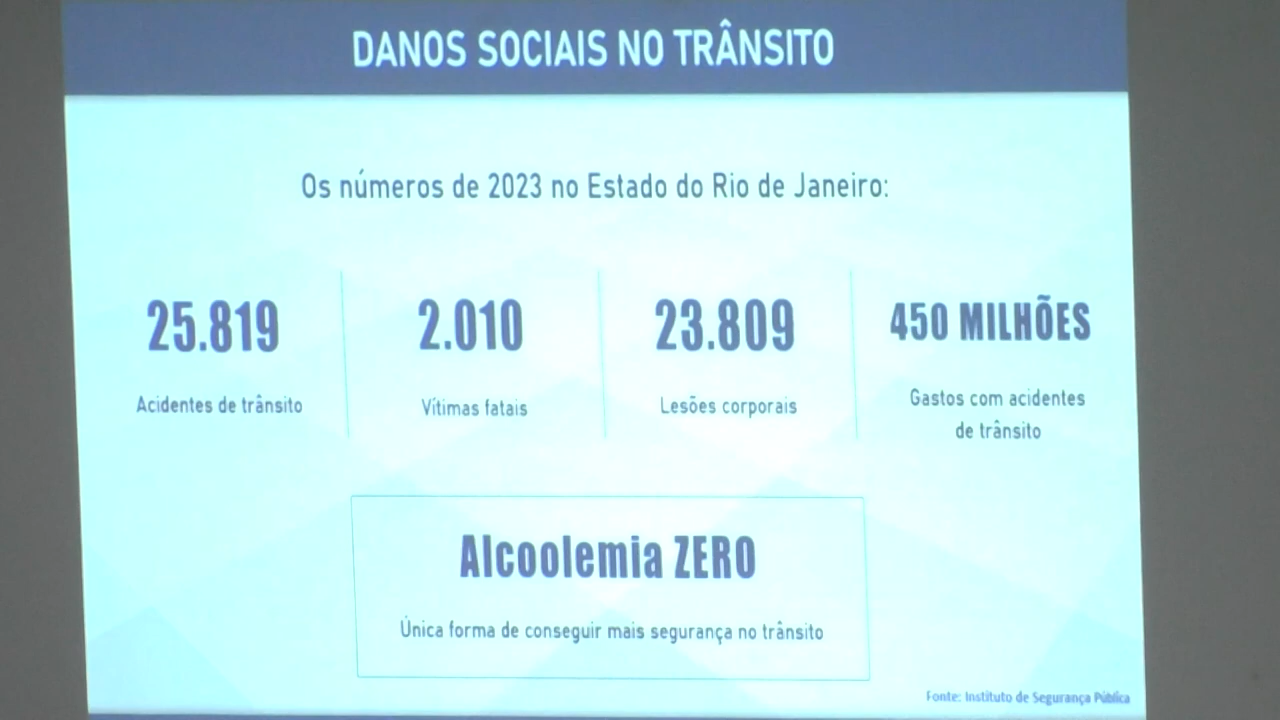 DANOS SOCIAIS NO TRÂNSITO
Os números de 2023 no Estado do Rio de Janeiro:
25.819
Acidentes de trânsito
2.010
Vítimas fatais
23.809
Lesões corporais
450 MILHÕES
Gastos com acidentes
de trânsito
Alcoolemia ZERO
Única forma de conseguir mais segurança no trânsito
Fonte: Instituto de Segurança Pública